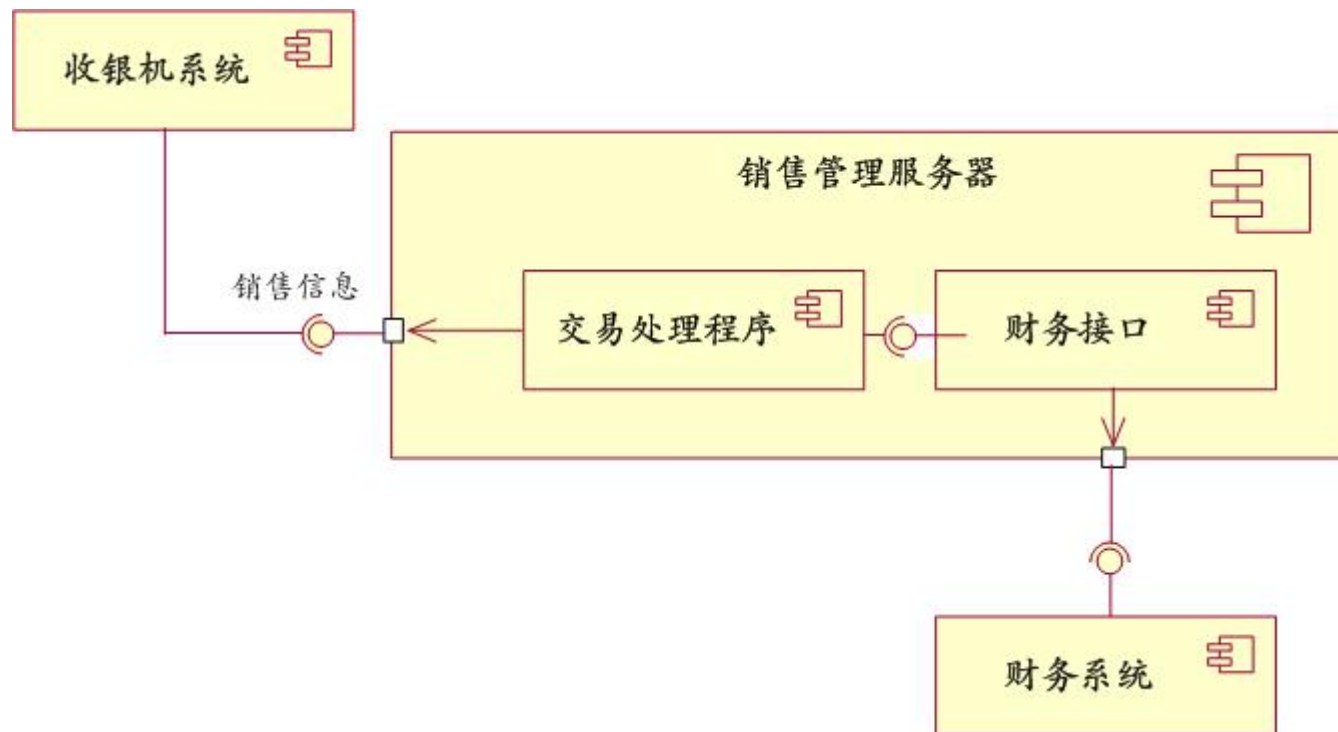 收银机系统
销售管理服务器
销售信息
交易处理程序
财务接口
财务系统